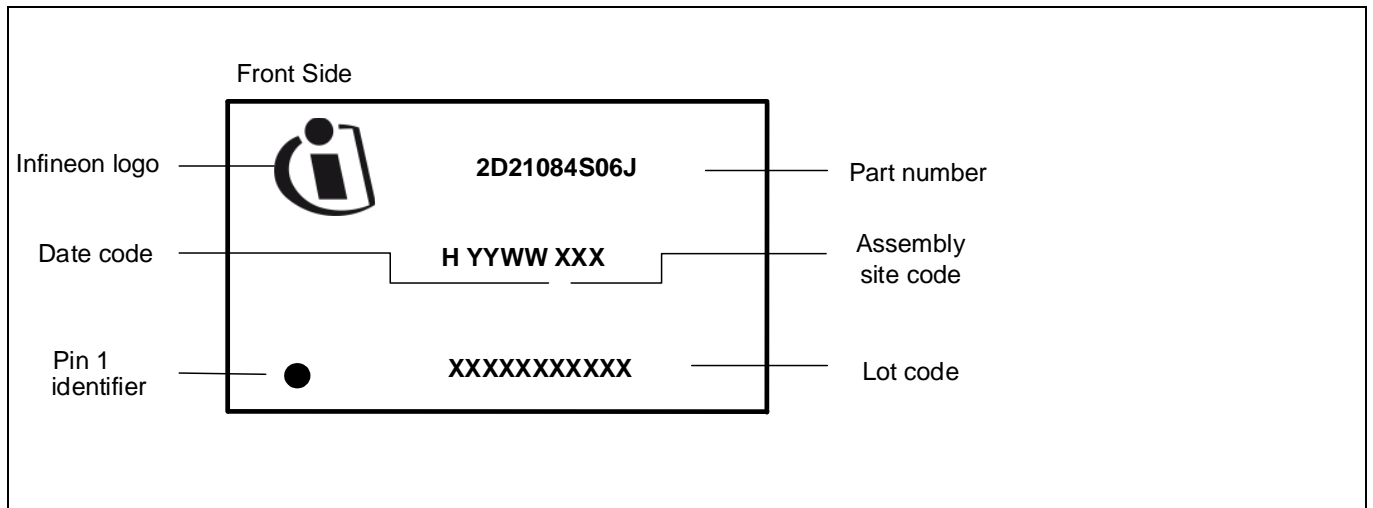 Front Side
Infineon logo
2D21084S06J
Part number
Date code
H YYWW XXX
Assembly
site code
Pin 1
identifier
XXXXXXXXXXX
Lot code